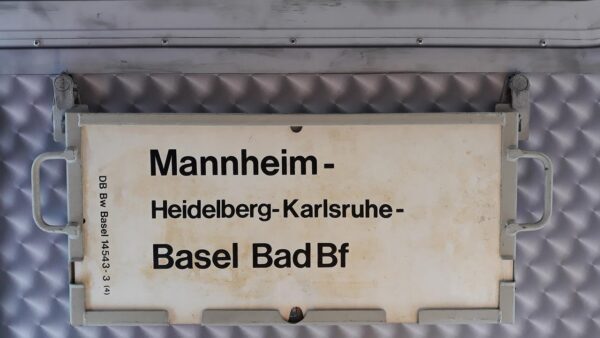 Mannheim -
Heidelberg-Karlsruhe-
Basel Bad Bf
DB Bw Basel 14543-3 (4)